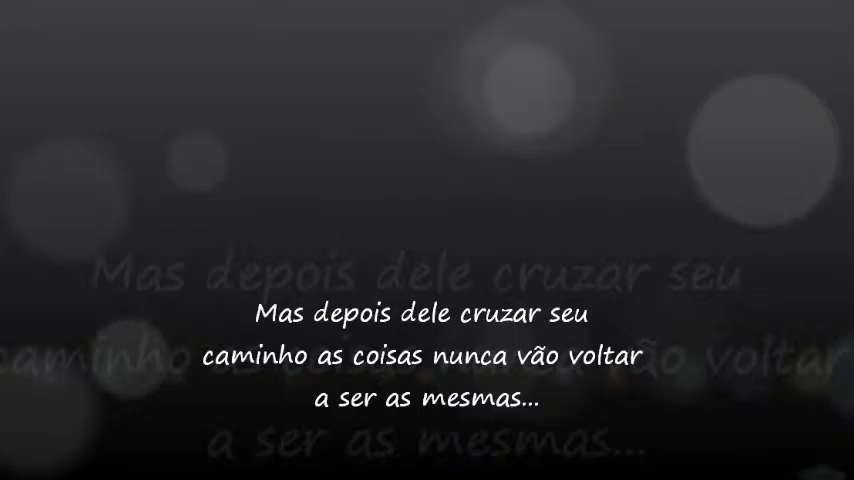 Mas depois dele cruzar seu
caminho as coisas nunca vão voltar
a ser as mesmas...